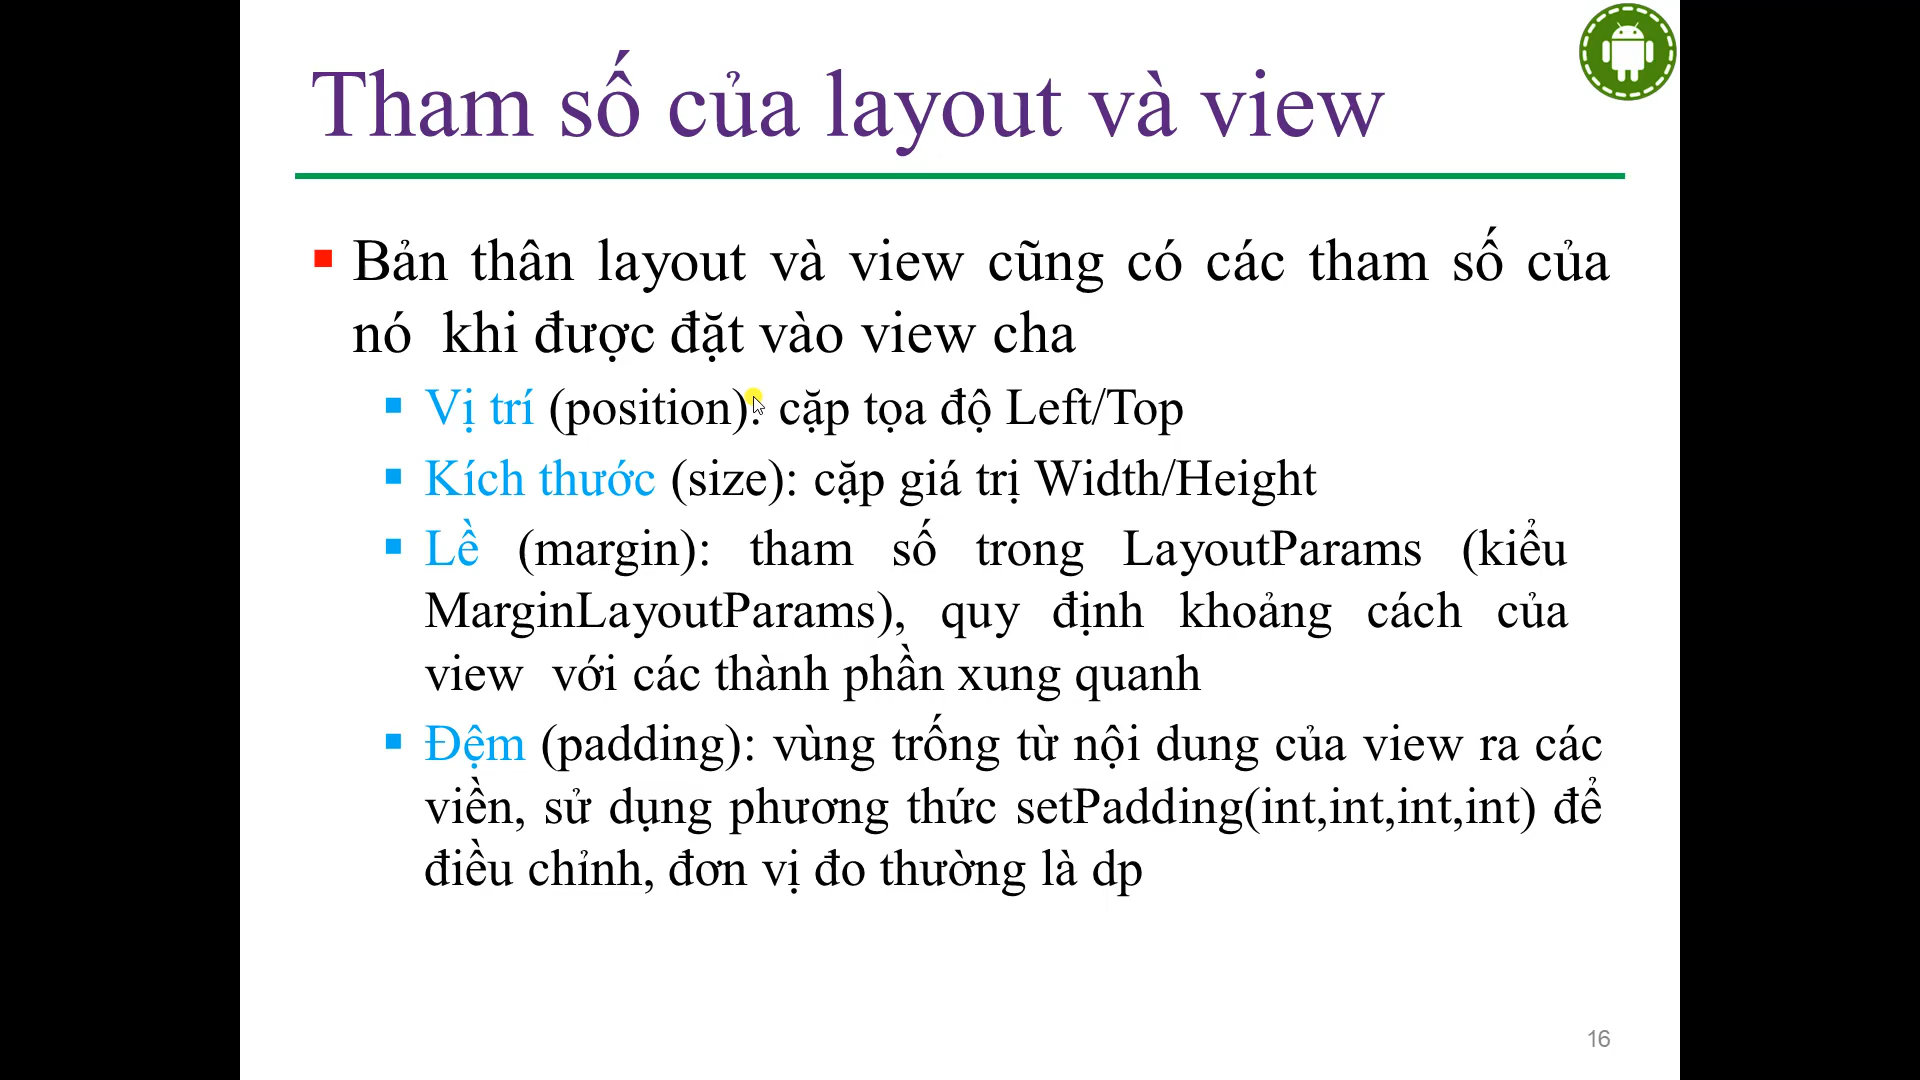 Tham số của layout và view
Bản thân layout và view cũng có các tham số của
nó khi được đặt vào view cha
Vị trí (position): cặp tọa độ Left/Top
Kích thước (size): cặp giá trị Width/Height
Lề (margin): tham số trong LayoutParams (kiểu
MarginLayoutParams), quy định khoảng cách của
view với các thành phần xung quanh
Đệm (padding): vùng trống từ nội dung của view ra các
viền, sử dụng phương thức setPadding(int,int,int,int) để
điều chỉnh, đơn vị đo thường là dp
16